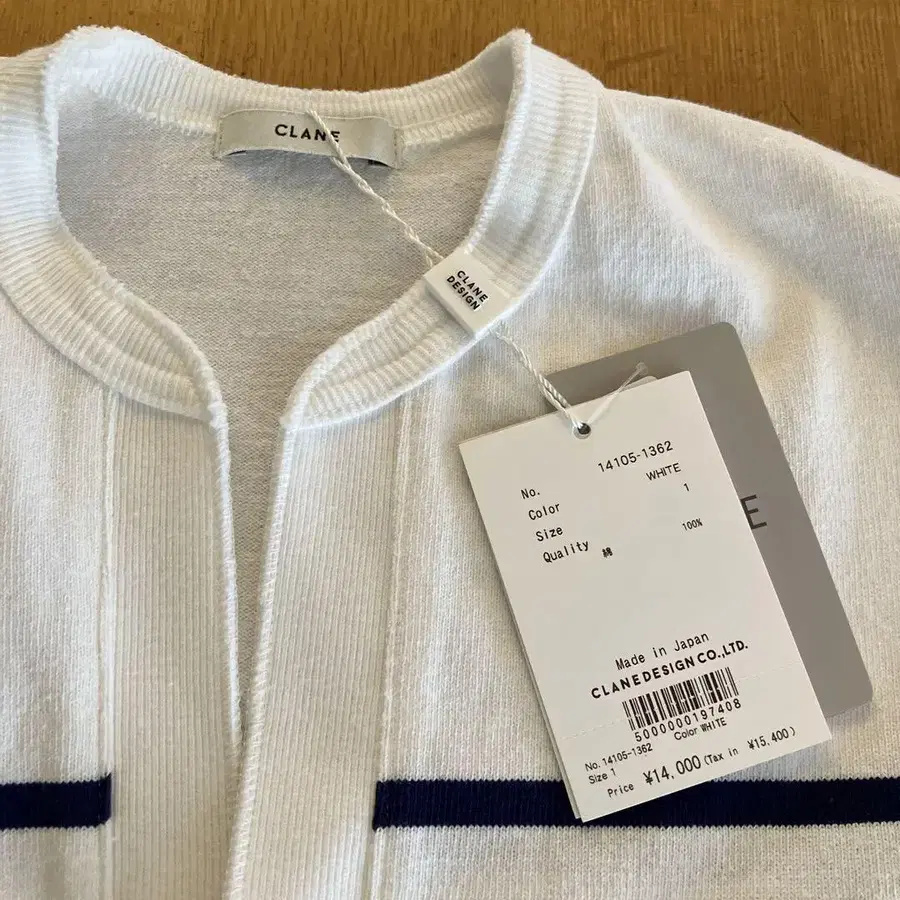 CLANE
CLANE
DESIGN
No. 14105-1362
Color WHITE
Size 1
Quality 綿 100%
Made in Japan
CLANE DESIGN CO.,LTD.
5000000197408
No. 14105-1362 Color WHITE
Size 1
Price ¥14,000 (Tax in ¥15,400)
E